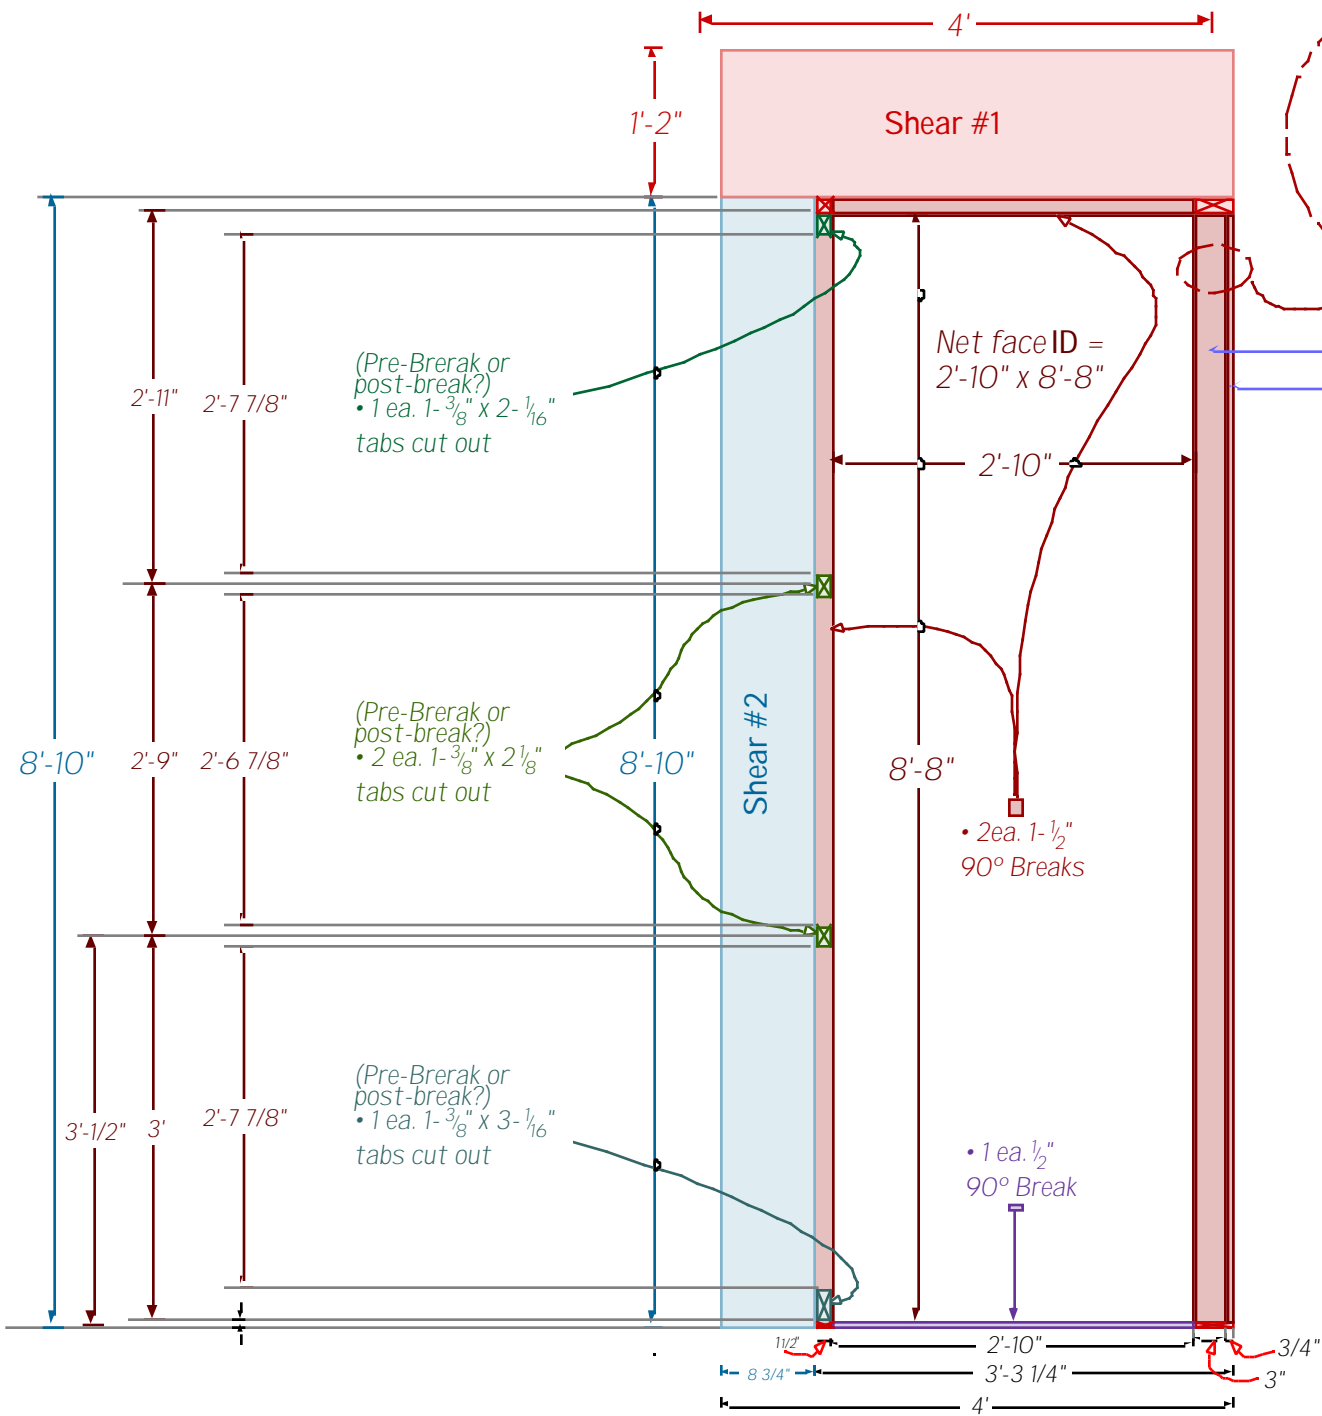 4'
1'-2"
Shear #1
Net face ID =
2'-10" x 8'-8"
(Pre-Brerak or
post-break?)
• 1 ea. 1-3/8" x 2-1/16"
tabs cut out
2'-11"
2'-7 7/8"
2'-10"
(Pre-Brerak or
post-break?)
• 2 ea. 1-3/8" x 2 1/8"
tabs cut out
8'-10"
2'-9"
2'-6 7/8"
8'-10"
Shear #2
8'-8"
• 2ea. 1-1/2"
90° Breaks
(Pre-Brerak or
post-break?)
• 1 ea. 1-3/8" x 3-1/16"
tabs cut out
3'-1/2"
3'
2'-7 7/8"
• 1 ea. 1/2"
90° Break
1 1/2"
2'-10"
3/4"
8 3/4"
3'-3 1/4"
3"
4'